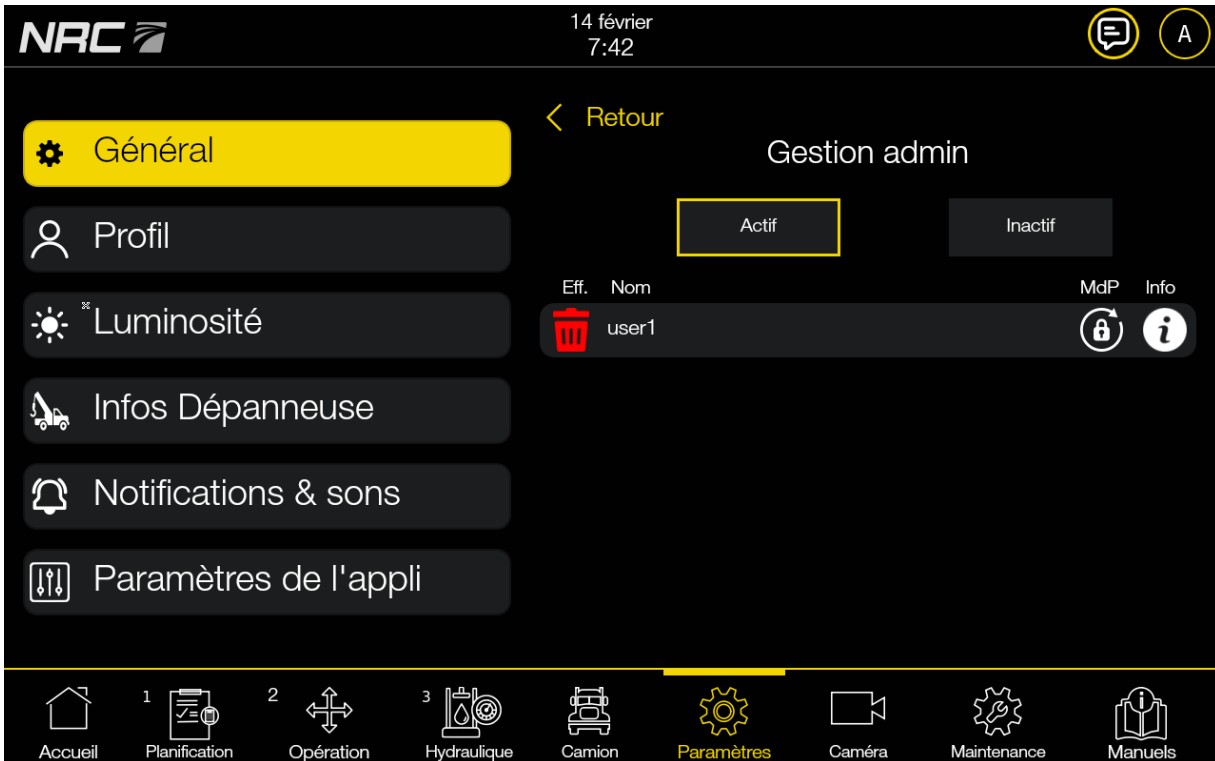 NRC
14 février
7:42
A
Général
Profil
Luminosité
Infos Dépanneuse
Notifications & sons
Paramètres de l'appli
Retour
Gestion admin
Actif
Inactif
Eff. Nom MdP Info
user1
1 2 3
Accueil Planification Opération Hydraulique Camion Paramètres Caméra Maintenance Manuels